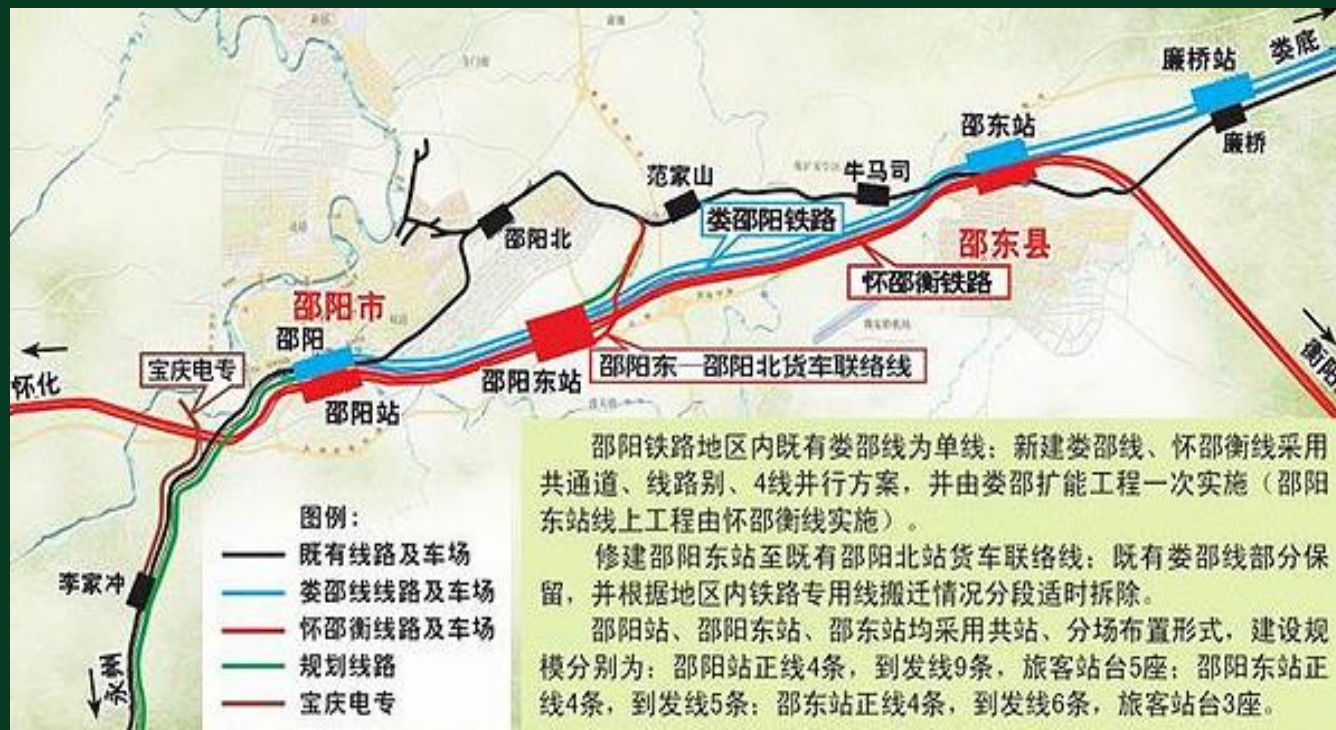 娄底
廉桥站
邵东站
廉桥
范家山
牛马司
邵阳北
娄邵阳铁路
邵东县
怀邵衡铁路
邵阳市
邵阳
宝庆电专
怀化
邵阳东站
邵阳东—邵阳北货车联络线
衡阳
邵阳站
李家冲
永州
图例：
既有线路及车场
娄邵线线路及车场
怀邵衡线路及车场
规划线路
宝庆电专
邵阳铁路地区内既有娄邵线为单线；新建娄邵线、怀邵衡线采用
共通道、线路别、4线并行方案，并由娄邵扩能工程一次实施（邵阳
东站线上工程由怀邵衡线实施）。
修建邵阳东站至既有邵阳北站货车联络线；既有娄邵线部分保
留，并根据地区内铁路专用线搬迁情况分段适时拆除。
邵阳站、邵阳东站、邵东站均采用共站、分场布置形式，建设规
模分别为：邵阳站正线4条，到发线9条，旅客站台5座；邵阳东站正
线4条，到发线5条；邵东站正线4条，到发线6条，旅客站台3座。